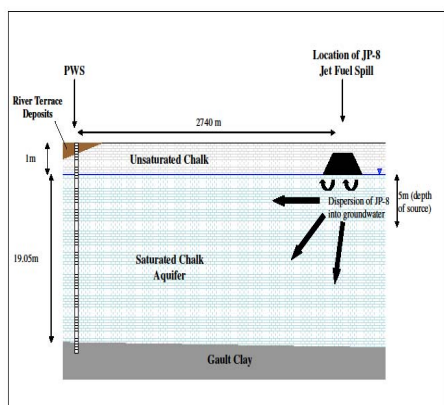 Location of JP-8
Jet Fuel Spill
PWS
River Terrace
Deposits
2740 m
1m
Unsaturated Chalk
5m (depth
of source)
Dispersion of JP-8
into groundwater
19.05m
Saturated Chalk
Aquifer
Gault Clay